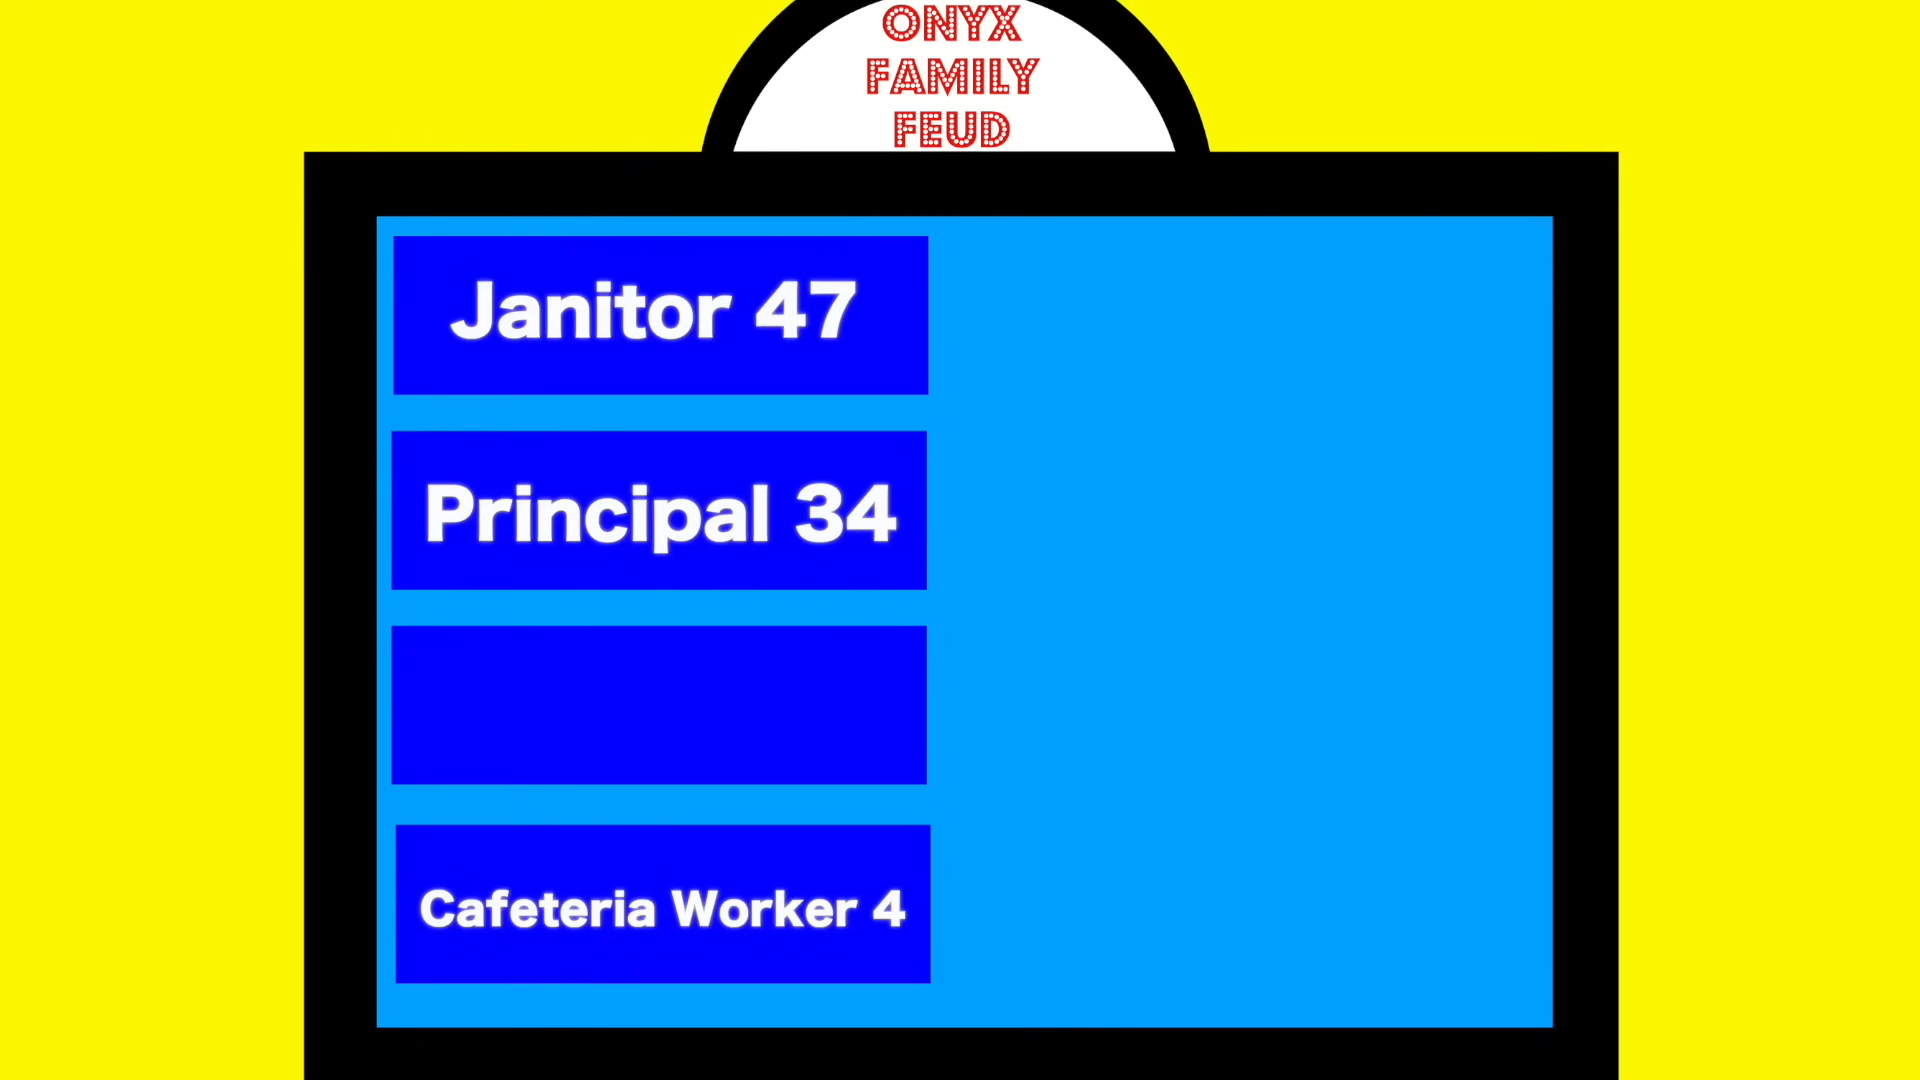 ONYX
FAMILY
FEUD
Janitor 47
Principal 34
Cafeteria Worker 4